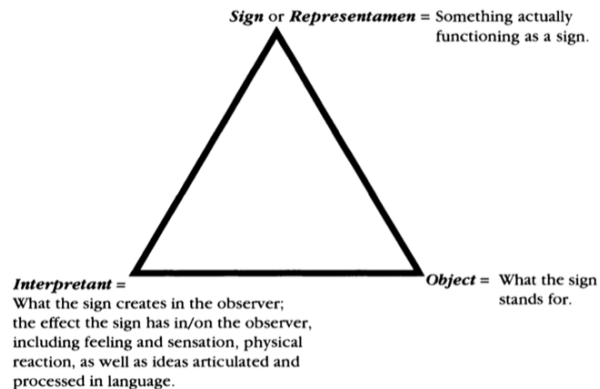 Sign or Representamen = Something actually
functioning as a sign.
Interpretant =
What the sign creates in the observer;
the effect the sign has in/on the observer,
including feeling and sensation, physical
reaction, as well as ideas articulated and
processed in language.
Object = What the sign
stands for.